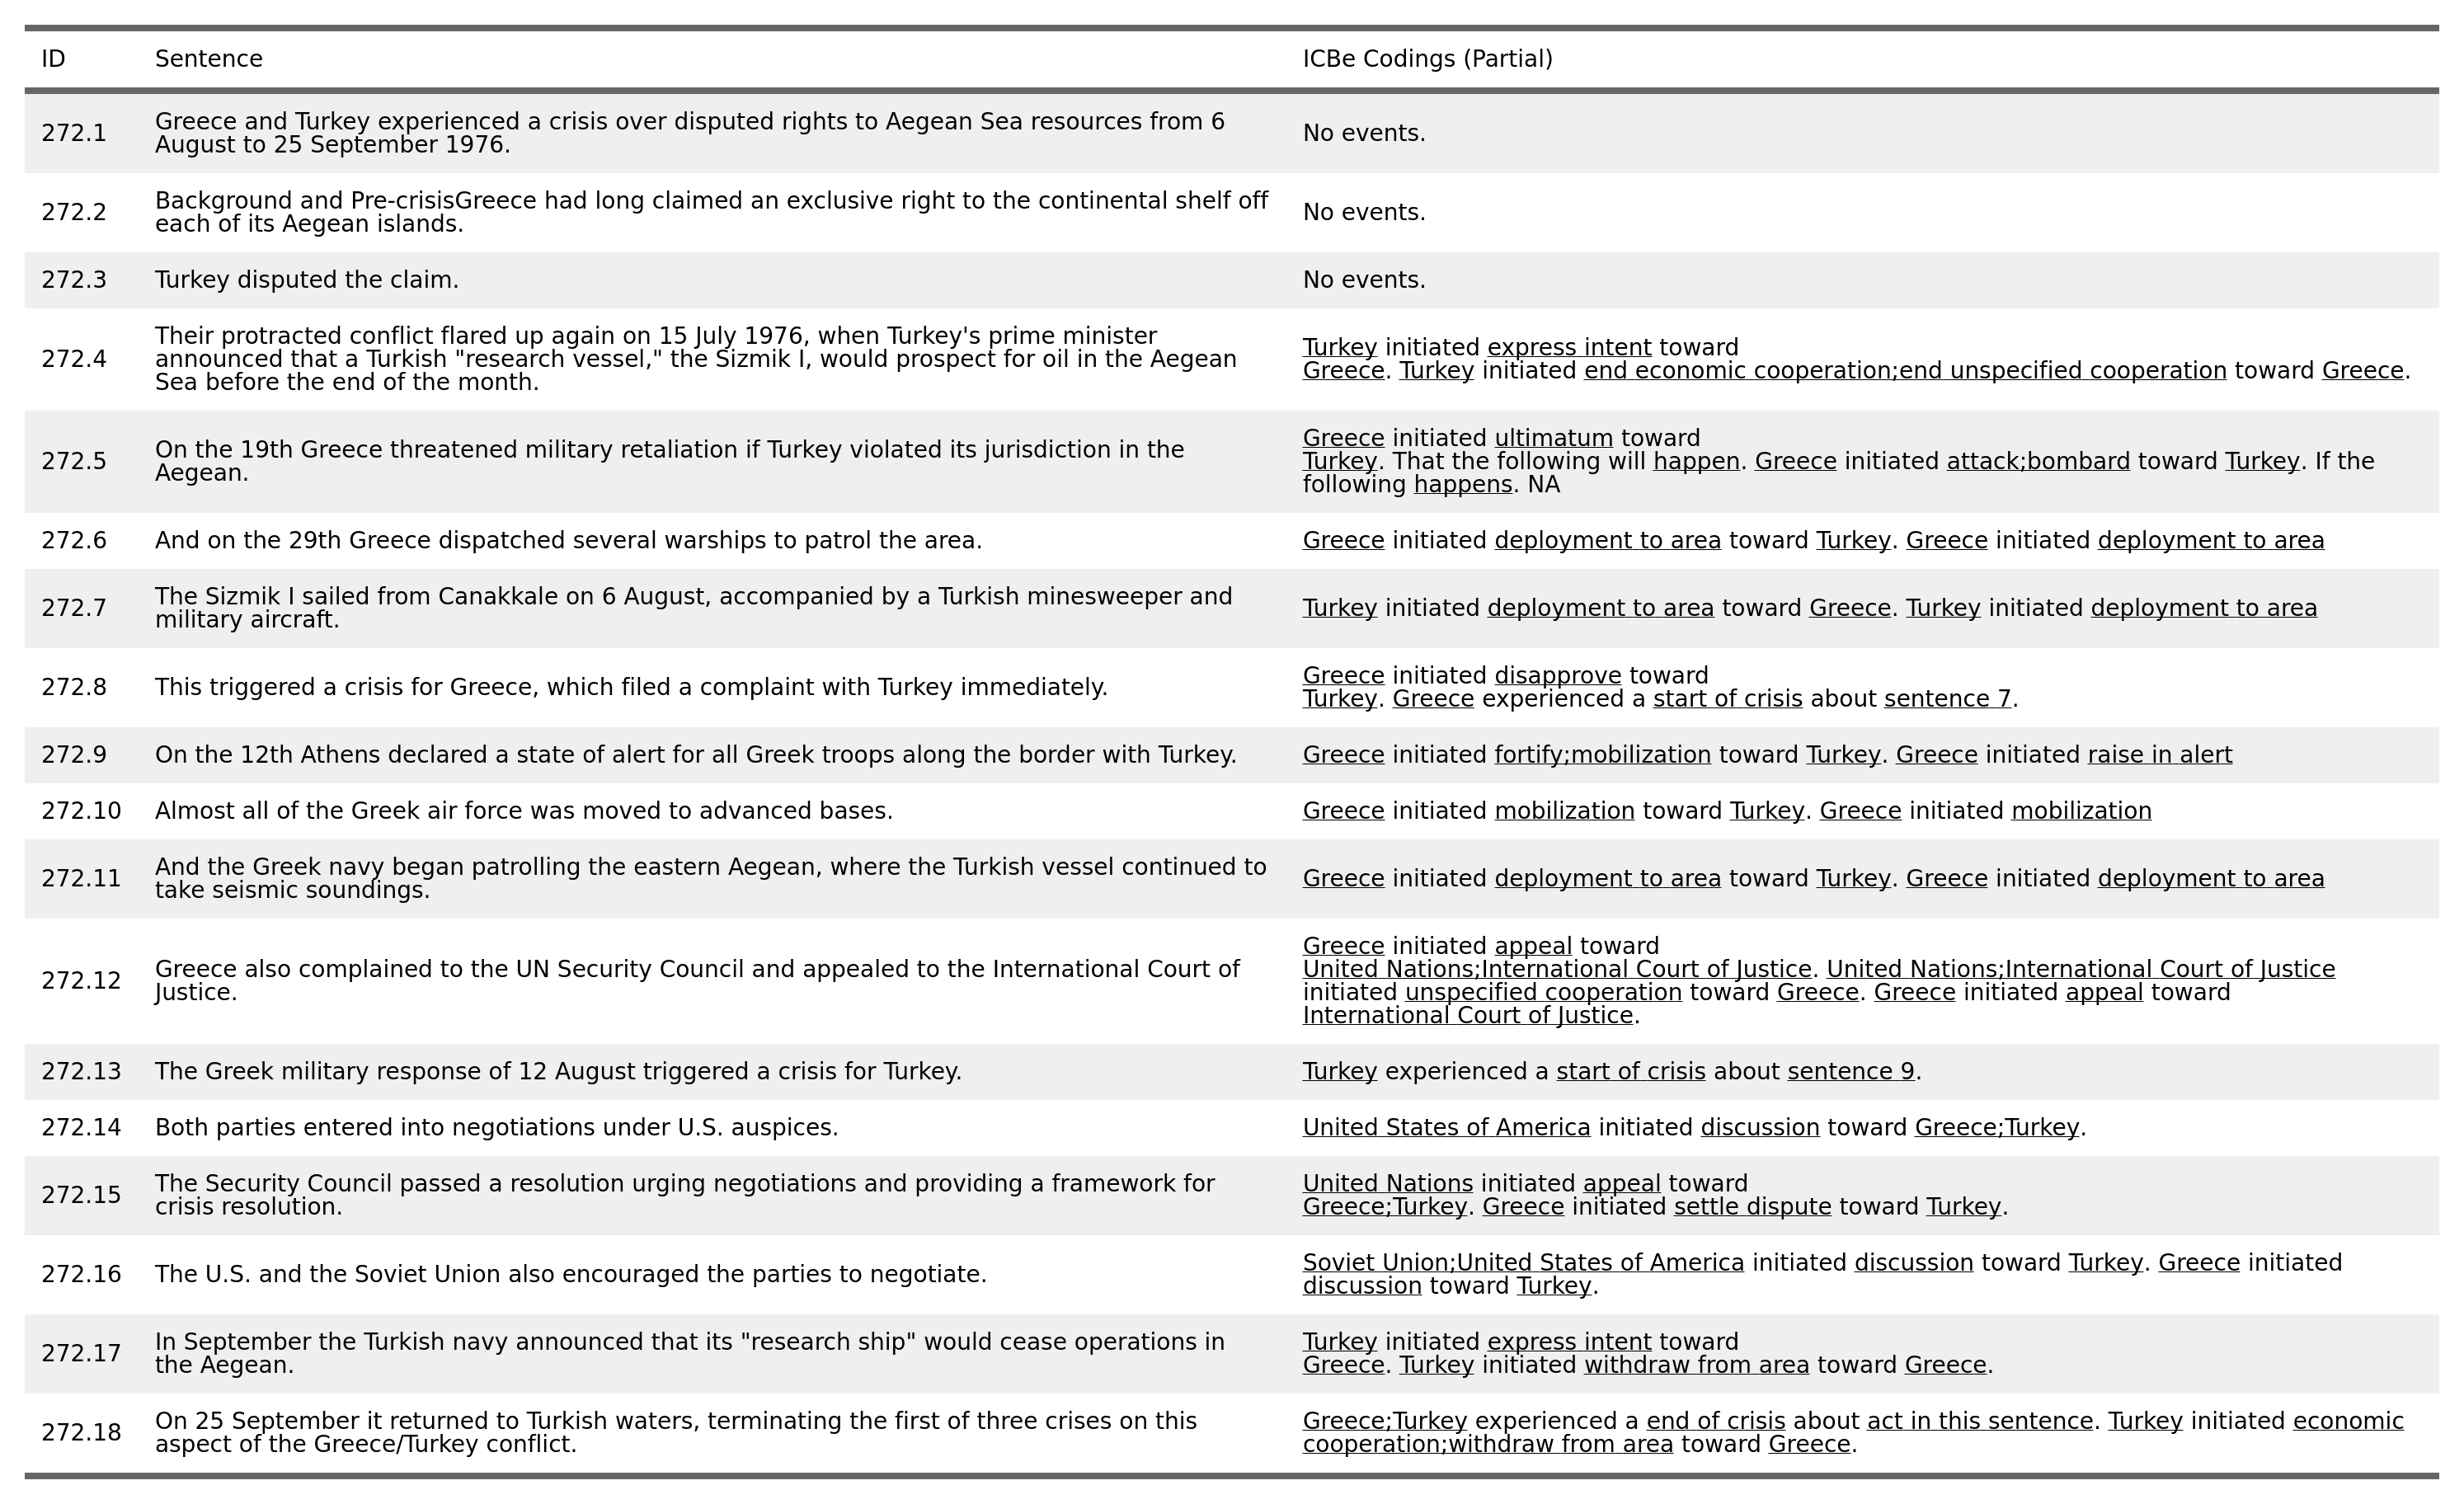 ID Sentence ICBe Codings (Partial)
272.1 Greece and Turkey experienced a crisis over disputed rights to Aegean Sea resources from 6
August to 25 September 1976.
No events.
272.2 Background and Pre-crisisGreece had long claimed an exclusive right to the continental shelf off
each of its Aegean islands.
No events.
272.3 Turkey disputed the claim. No events.
272.4 Their protracted conflict flared up again on 15 July 1976, when Turkey's prime minister
announced that a Turkish "research vessel," the Sizmik I, would prospect for oil in the Aegean
Sea before the end of the month.
Turkey initiated express intent toward
Greece. Turkey initiated end economic cooperation;end unspecified cooperation toward Greece.
272.5 On the 19th Greece threatened military retaliation if Turkey violated its jurisdiction in the
Aegean.
Greece initiated ultimatum toward
Turkey. That the following will happen. Greece initiated attack;bombard toward Turkey. If the
following happens. NA
272.6 And on the 29th Greece dispatched several warships to patrol the area. Greece initiated deployment to area toward Turkey. Greece initiated deployment to area
272.7 The Sizmik I sailed from Canakkale on 6 August, accompanied by a Turkish minesweeper and
military aircraft.
Turkey initiated deployment to area toward Greece. Turkey initiated deployment to area
272.8 This triggered a crisis for Greece, which filed a complaint with Turkey immediately.
Greece initiated disapprove toward
Turkey. Greece experienced a start of crisis about sentence 7.
272.9 On the 12th Athens declared a state of alert for all Greek troops along the border with Turkey. Greece initiated fortify;mobilization toward Turkey. Greece initiated raise in alert
272.10 Almost all of the Greek air force was moved to advanced bases. Greece initiated mobilization toward Turkey. Greece initiated mobilization
272.11 And the Greek navy began patrolling the eastern Aegean, where the Turkish vessel continued to
take seismic soundings.
Greece initiated deployment to area toward Turkey. Greece initiated deployment to area
272.12 Greece also complained to the UN Security Council and appealed to the International Court of
Justice.
Greece initiated appeal toward
United Nations;International Court of Justice. United Nations;International Court of Justice
initiated unspecified cooperation toward Greece. Greece initiated appeal toward
International Court of Justice.
272.13 The Greek military response of 12 August triggered a crisis for Turkey. Turkey experienced a start of crisis about sentence 9.
272.14 Both parties entered into negotiations under U.S. auspices. United States of America initiated discussion toward Greece;Turkey.
272.15 The Security Council passed a resolution urging negotiations and providing a framework for
crisis resolution.
United Nations initiated appeal toward
Greece;Turkey. Greece initiated settle dispute toward Turkey.
272.16 The U.S. and the Soviet Union also encouraged the parties to negotiate.
Soviet Union;United States of America initiated discussion toward Turkey. Greece initiated
discussion toward Turkey.
272.17 In September the Turkish navy announced that its "research ship" would cease operations in
the Aegean.
Turkey initiated express intent toward
Greece. Turkey initiated withdraw from area toward Greece.
272.18 On 25 September it returned to Turkish waters, terminating the first of three crises on this
aspect of the Greece/Turkey conflict.
Greece;Turkey experienced a end of crisis about act in this sentence. Turkey initiated economic
cooperation;withdraw from area toward Greece.